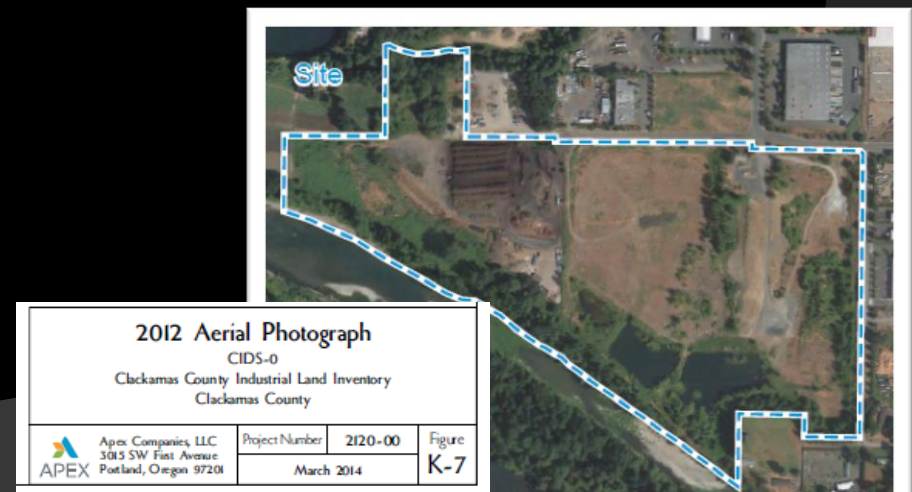 Site
2012 Aerial Photograph
CIDS-0
Clackamas County Industrial Land Inventory
Clackamas County
APEX
Apex Companies, LLC
3015 SW First Avenue
Portland, Oregon 97201
Project Number
2120-00
March 2014
Figure
K-7